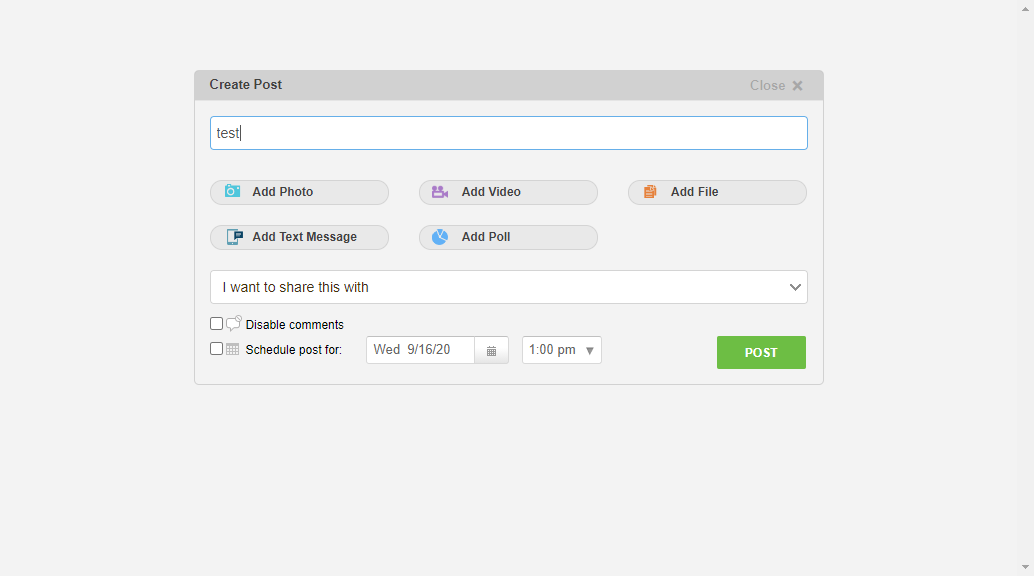 Create Post
Close
test
Add Photo
Add Video
Add File
Add Text Message
Add Poll
I want to share this with
Disable comments
Schedule post for:
Wed 9/16/20
1:00 pm
POST